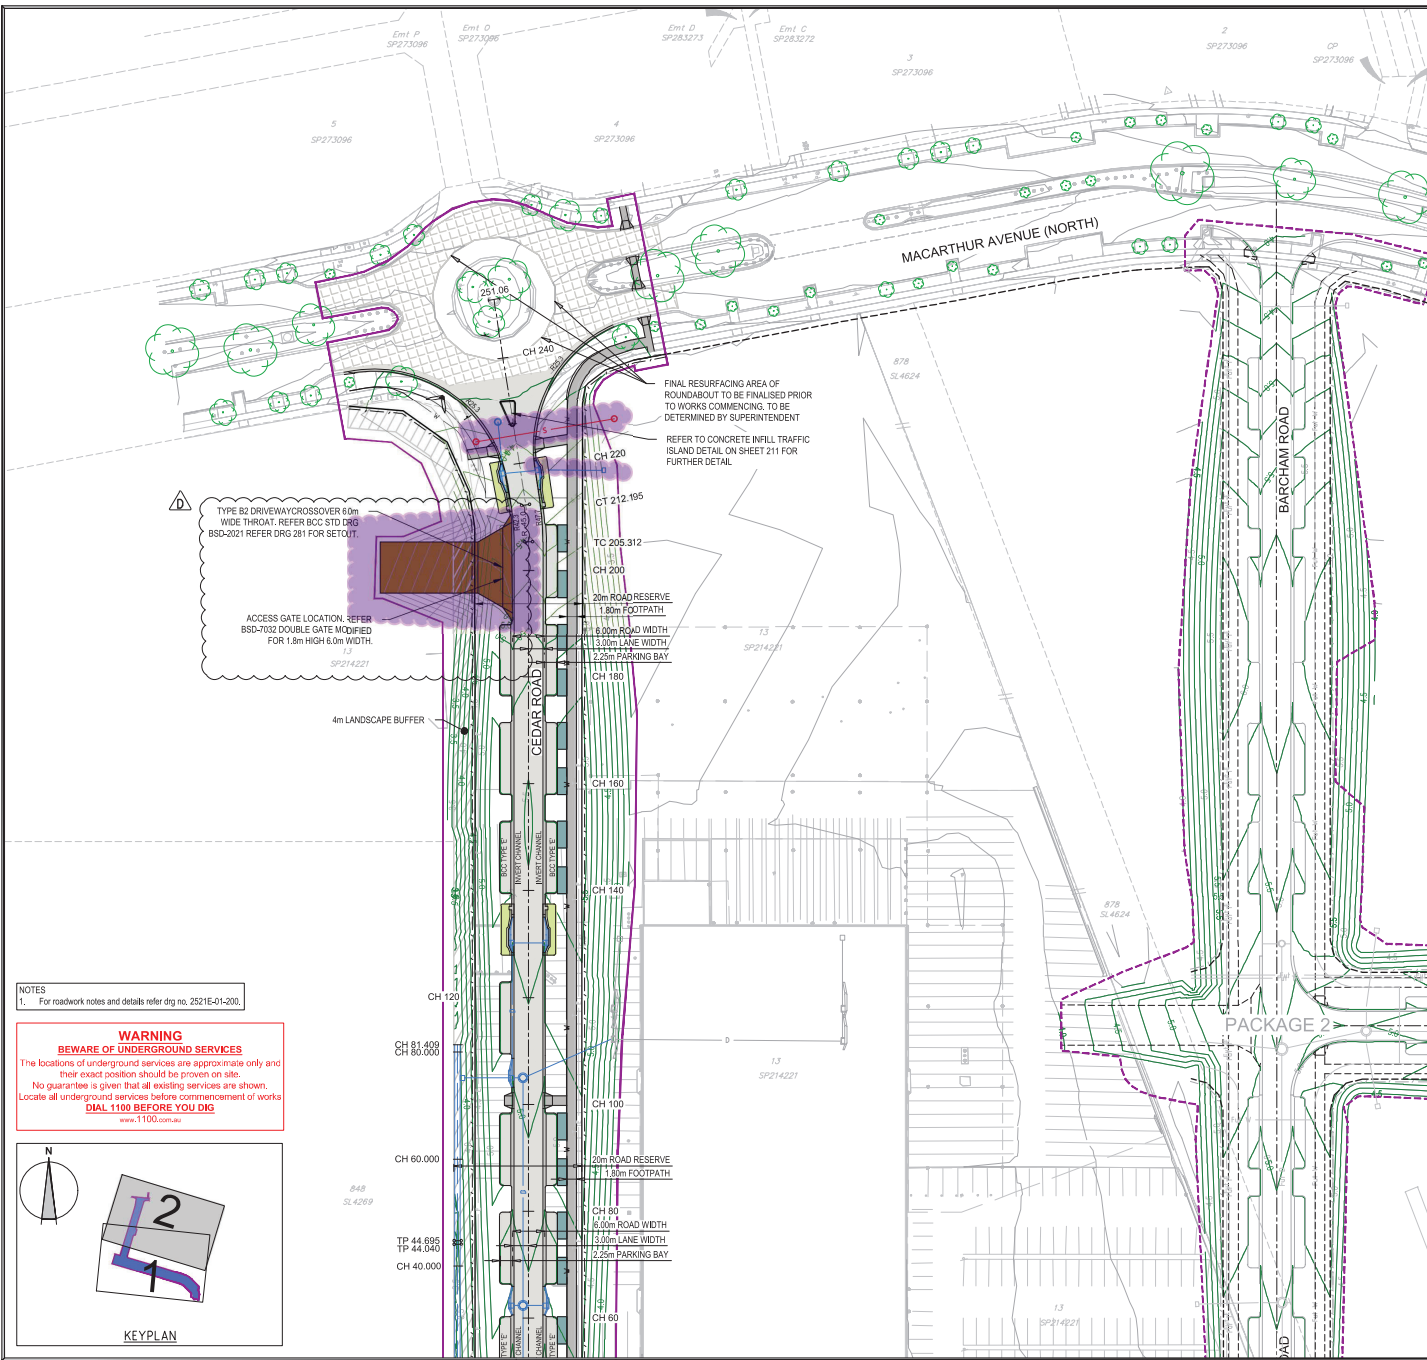 Emt P
SP273096
Emt O
SP273096
Emt D
SP283273
Emt C
SP283272
3
SP273096
2
SP273096
CP
SP273096
5
SP273096
4
SP273096
MACARTHUR AVENUE (NORTH)
251.06
CH 240
R25.3
R25.3
878
SL4624
FINAL RESURFACING AREA OF
ROUNDABOUT TO BE FINALISED PRIOR
TO WORKS COMMENCING. TO BE
DETERMINED BY SUPERINTENDENT
REFER TO CONCRETE INFILL TRAFFIC
ISLAND DETAIL ON SHEET 211 FOR
FURTHER DETAIL
CH 220
CT 212.195
D
TYPE B2 DRIVEWAYCROSSOVER 6.0m
WIDE THROAT. REFER BCC STD DRG
BSD-2021 REFER DRG 281 FOR SETOUT.
TC 205.312
CH 200
BARCHAM ROAD
20m ROAD RESERVE
1.80m FOOTPATH
6.00m ROAD WIDTH
3.00m LANE WIDTH
2.25m PARKING BAY
ACCESS GATE LOCATION. REFER
BSD-7032 DOUBLE GATE MODIFIED
FOR 1.8m HIGH 6.0m WIDTH.
13
SP214221
13
SP214221
CH 180
CEDAR ROAD
4m LANDSCAPE BUFFER
CH 160
BCC TYPE 'E'
INVERT CHANNEL
INVERT CHANNEL
BCC TYPE 'E'
CH 140
878
SL4624
NOTES
1. For roadwork notes and details refer drg no. 2521E-01-200.
CH 120
PACKAGE 2
WARNING
BEWARE OF UNDERGROUND SERVICES
The locations of underground services are approximate only and
their exact position should be proven on site.
No guarantee is given that all existing services are shown.
Locate all underground services before commencement of works
DIAL 1100 BEFORE YOU DIG
www.1100.com.au
CH 81.409
CH 80.000
13
SP214221
CH 100
CH 60.000
20m ROAD RESERVE
1.80m FOOTPATH
848
SL4269
CH 80
6.00m ROAD WIDTH
3.00m LANE WIDTH
2.25m PARKING BAY
TP 44.695
TP 44.040
CH 40.000
CH 60
13
SP214221
N
2
1
KEYPLAN
TYPE 'E'
CHANNEL
CHANNEL
TYPE 'E'
OAD